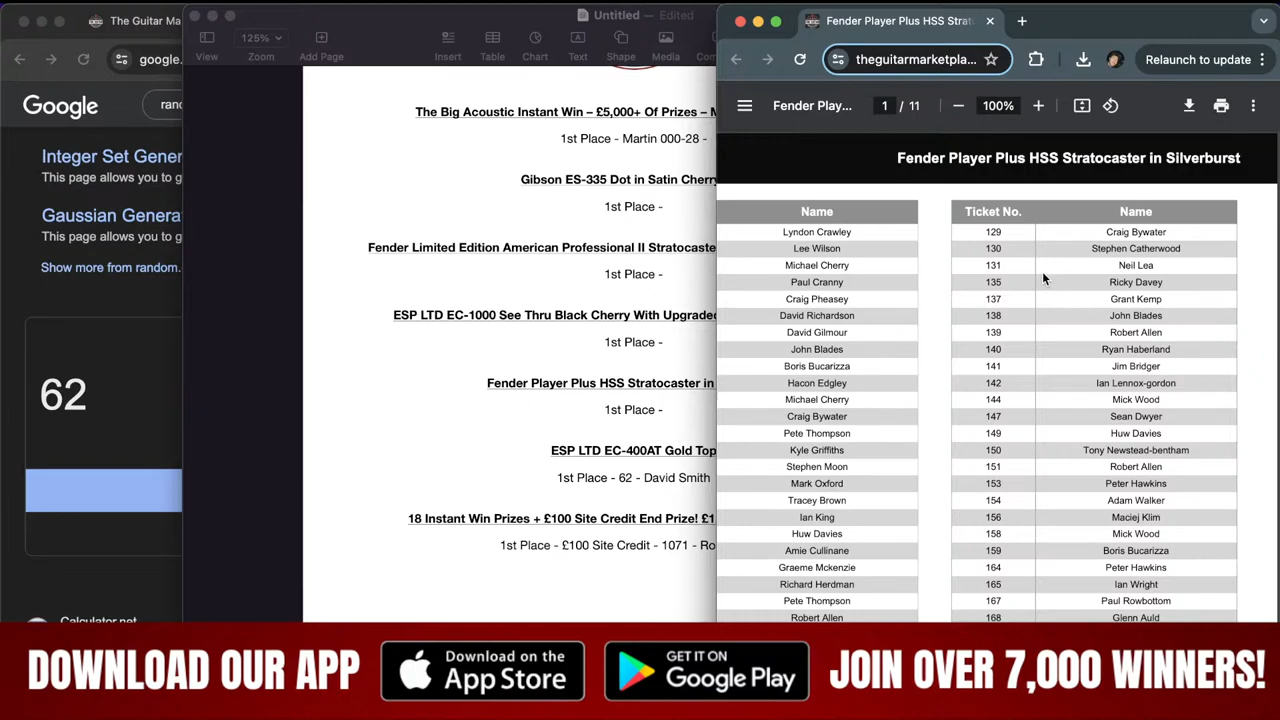 The Guitar Ma
google.
Google
rand
Integer Set Gener
This page allows you to g
Gaussian Generat
This page allows you to g
Show more from random.
62
Calculator.net
Untitled — Edited
125%
View
Zoom
Add Page
Insert
Table
Chart
Text
Shape
Media
Com
The Big Acoustic Instant Win – £5,000+ Of Prizes – M
1st Place - Martin 000-28 -
Gibson ES-335 Dot in Satin Cherry
1st Place -
Fender Limited Edition American Professional II Stratocaste
1st Place -
ESP LTD EC-1000 See Thru Black Cherry With Upgraded
1st Place -
Fender Player Plus HSS Stratocaster in
1st Place -
ESP LTD EC-400AT Gold Top
1st Place - 62 - David Smith
18 Instant Win Prizes + £100 Site Credit End Prize! £1
1st Place - £100 Site Credit - 1071 - Ro
Fender Player Plus HSS Strat
theguitarmarketpla...
Relaunch to update
Fender Play...
1 / 11
100%
Fender Player Plus HSS Stratocaster in Silverburst
Name Ticket No. Name
Lyndon Crawley 129 Craig Bywater
Lee Wilson 130 Stephen Catherwood
Michael Cherry 131 Neil Lea
Paul Cranny 135 Ricky Davey
Craig Pheasey 137 Grant Kemp
David Richardson 138 John Blades
David Gilmour 139 Robert Allen
John Blades 140 Ryan Haberland
Boris Bucarizza 141 Jim Bridger
Hacon Edgley 142 Ian Lennox-gordon
Michael Cherry 144 Mick Wood
Craig Bywater 147 Sean Dwyer
Pete Thompson 149 Huw Davies
Kyle Griffiths 150 Tony Newstead-bentham
Stephen Moon 151 Robert Allen
Mark Oxford 153 Peter Hawkins
Tracey Brown 154 Adam Walker
Ian King 156 Maciej Klim
Huw Davies 158 Mick Wood
Amie Cullinane 159 Boris Bucarizza
Graeme Mckenzie 164 Peter Hawkins
Richard Herdman 165 Ian Wright
Pete Thompson 167 Paul Rowbottom
Robert Allen 168 Glenn Auld
DOWNLOAD OUR APP
Download on the
App Store
GET IT ON
Google Play
JOIN OVER 7,000 WINNERS!